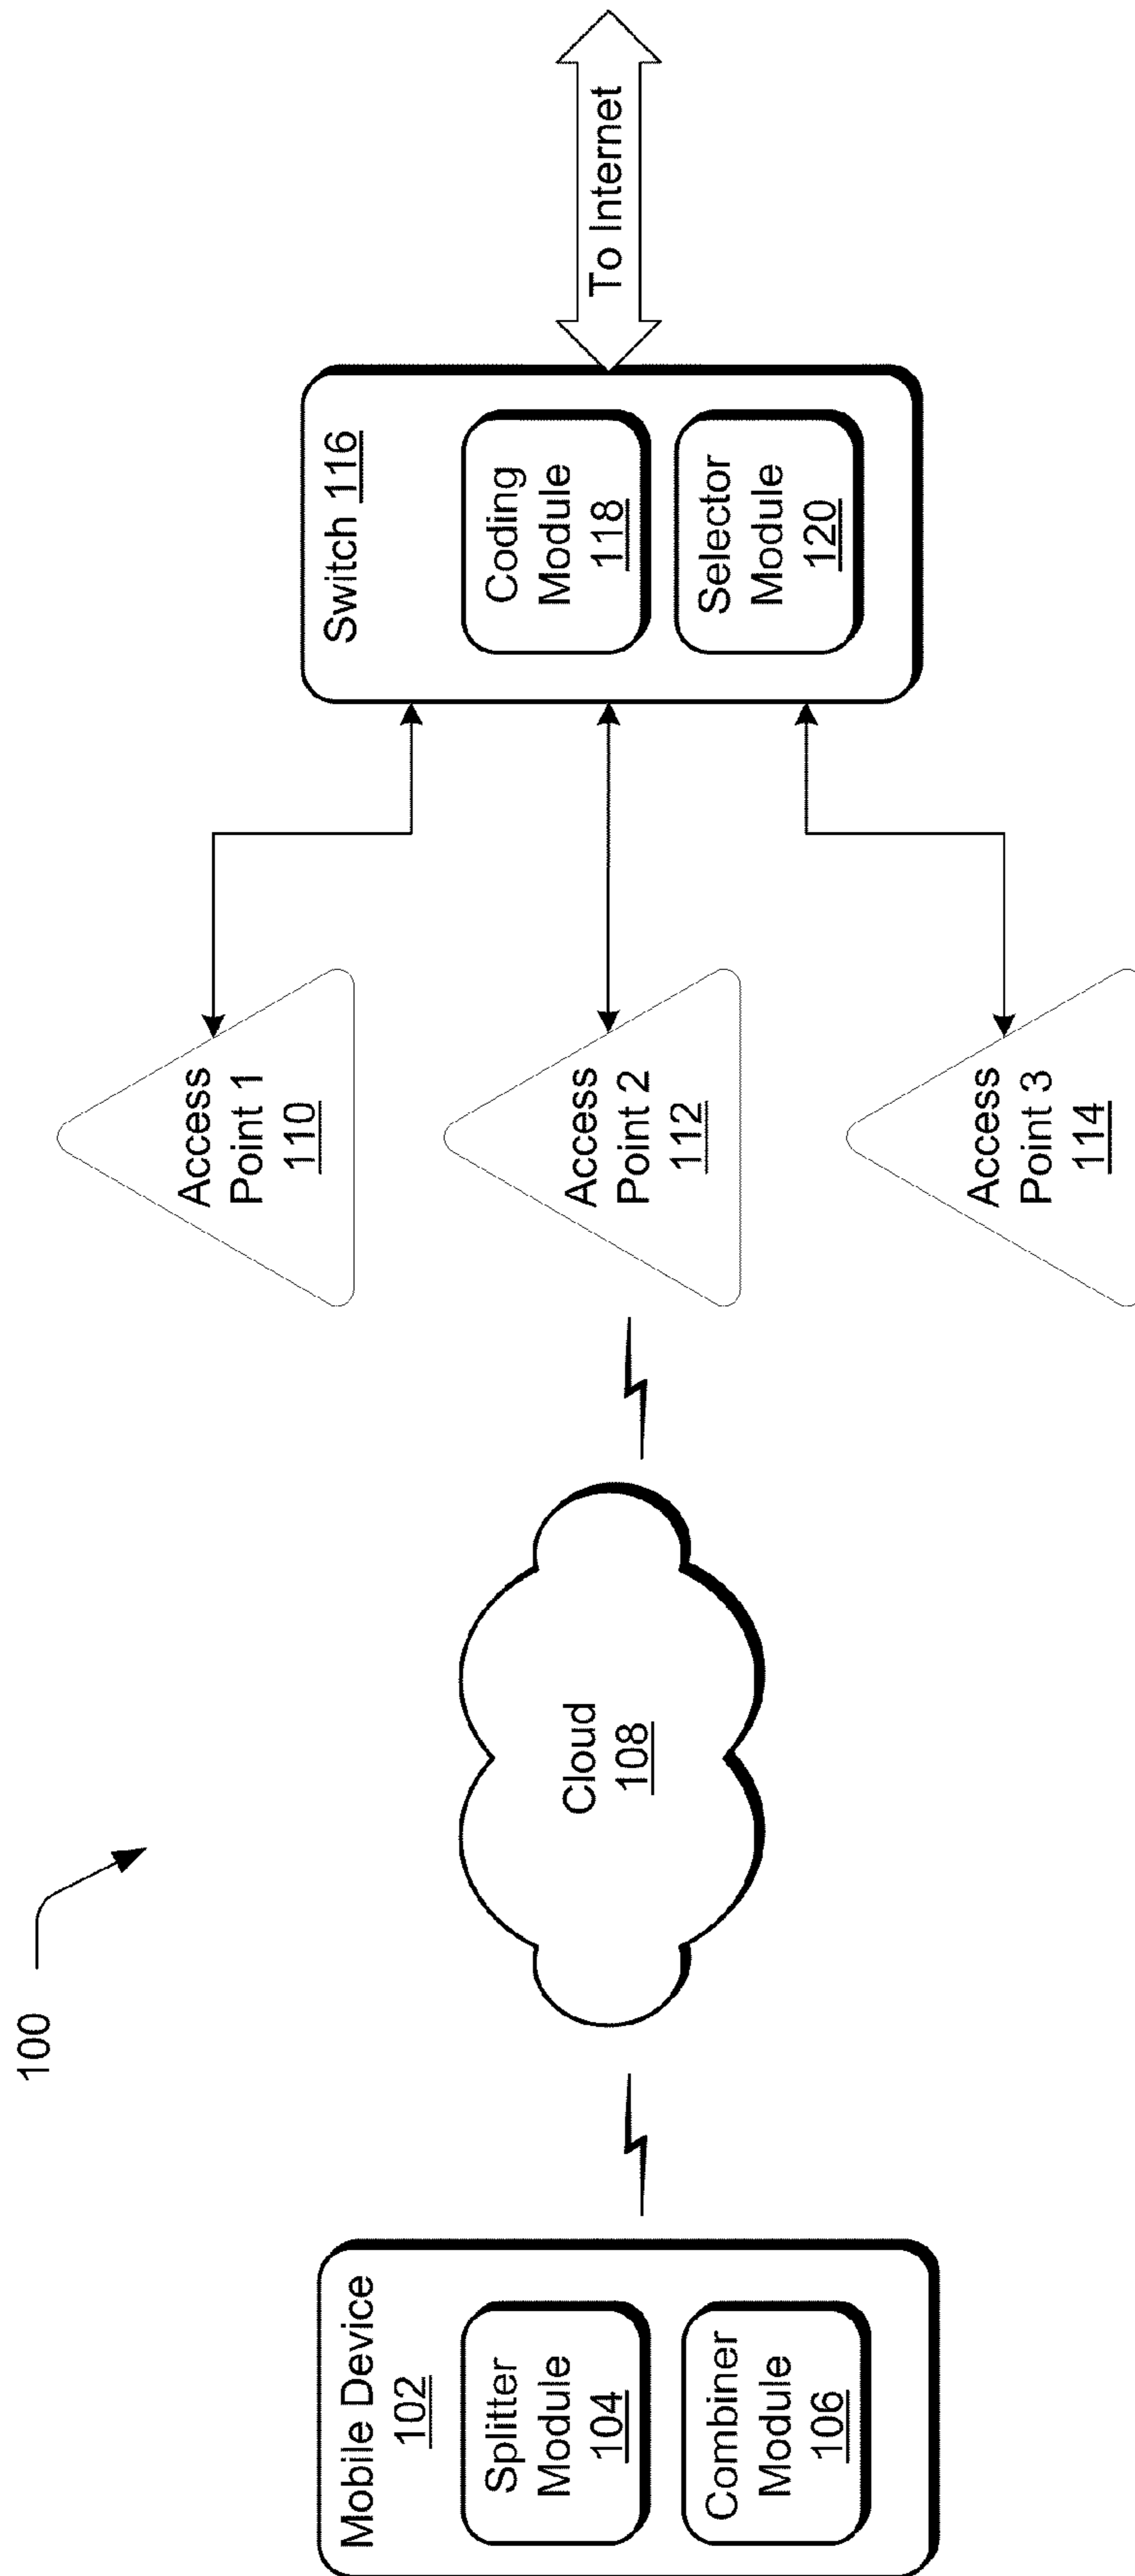 100
Mobile Device
102
Splitter
Module
104
Combiner
Module
106
Cloud
108
Access
Point 1
110
Access
Point 2
112
Access
Point 3
114
Switch 116
Coding
Module
118
Selector
Module
120
To Internet